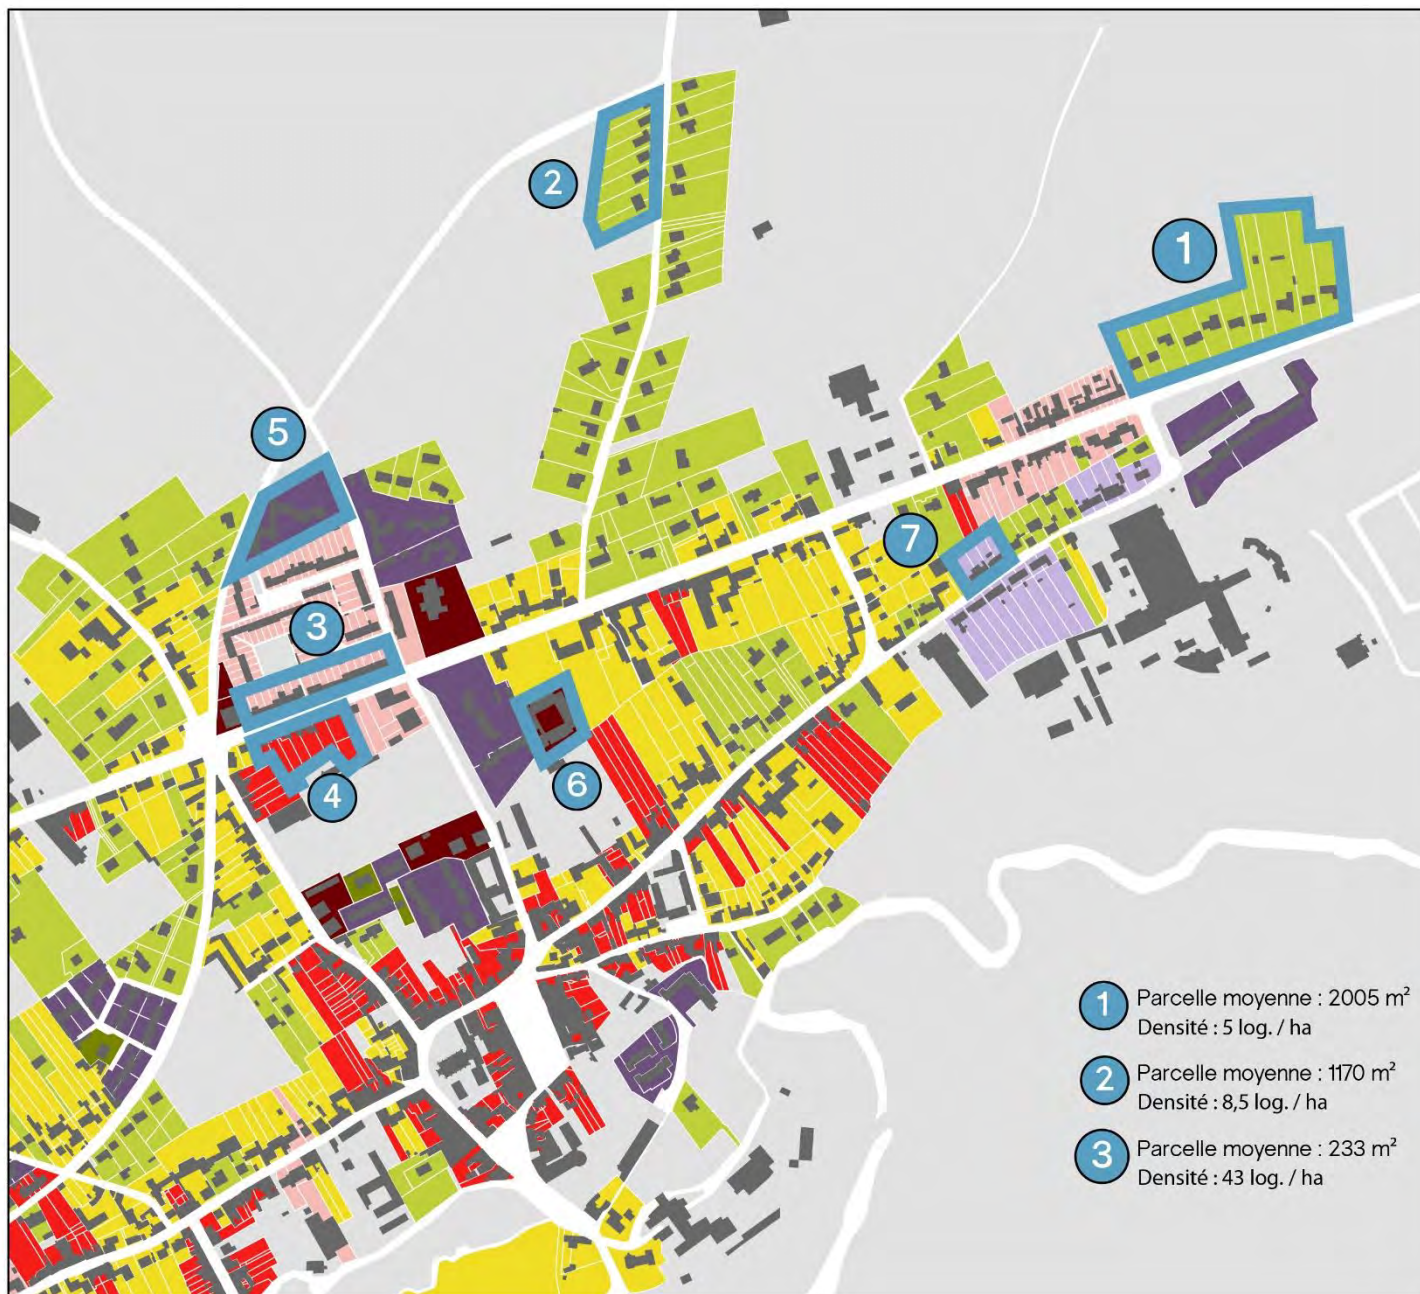 2
1
5
7
3
6
4
1 Parcelle moyenne : 2005 m²
Densité : 5 log. / ha
2 Parcelle moyenne : 1170 m²
Densité : 8,5 log. / ha
3 Parcelle moyenne : 233 m²
Densité : 43 log. / ha